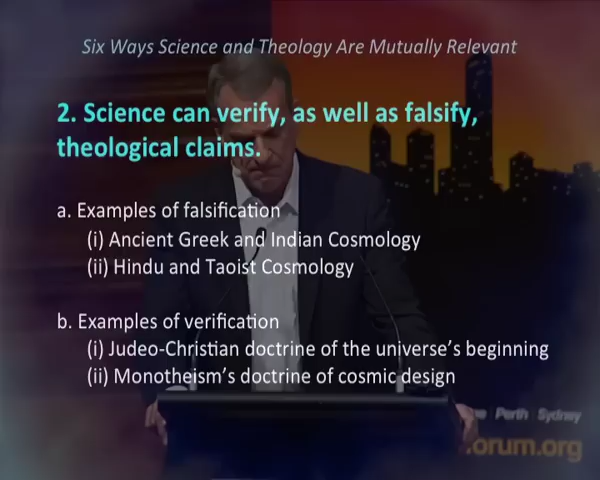 Six Ways Science and Theology Are Mutually Relevant
2. Science can verify, as well as falsify,
theological claims.
a. Examples of falsification
(i) Ancient Greek and Indian Cosmology
(ii) Hindu and Taoist Cosmology
b. Examples of verification
(i) Judeo-Christian doctrine of the universe's beginning
(ii) Monotheism's doctrine of cosmic design
Perth Sydney
orum.org